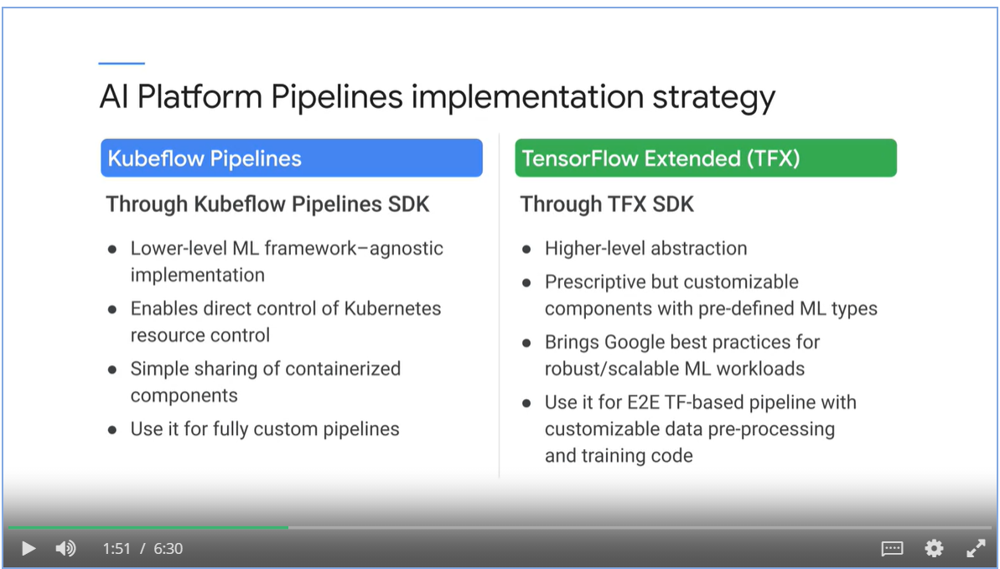 AI Platform Pipelines implementation strategy
Kubeflow Pipelines
Through Kubeflow Pipelines SDK
● Lower-level ML framework–agnostic
implementation
● Enables direct control of Kubernetes
resource control
● Simple sharing of containerized
components
● Use it for fully custom pipelines
TensorFlow Extended (TFX)
Through TFX SDK
● Higher-level abstraction
● Prescriptive but customizable
components with pre-defined ML types
● Brings Google best practices for
robust/scalable ML workloads
● Use it for E2E TF-based pipeline with
customizable data pre-processing
and training code
1:51 / 6:30